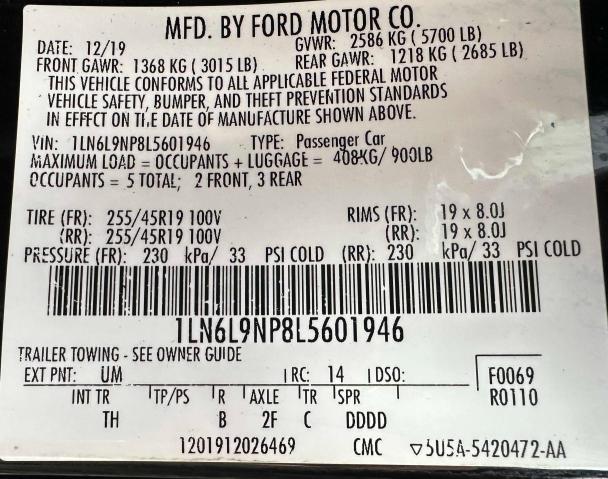 MFD. BY FORD MOTOR CO.
DATE: 12/19 GVWR: 2586 KG ( 5700 LB)
FRONT GAWR: 1368 KG ( 3015 LB) REAR GAWR: 1218 KG ( 2685 LB)
THIS VEHICLE CONFORMS TO ALL APPLICABLE FEDERAL MOTOR
VEHICLE SAFETY, BUMPER, AND THEFT PREVENTION STANDARDS
IN EFFECT ON THE DATE OF MANUFACTURE SHOWN ABOVE.
VIN: 1LN6L9NP8L5601946 TYPE: Passenger Car
MAXIMUM LOAD = OCCUPANTS + LUGGAGE = 408KG/ 900LB
OCCUPANTS = 5 TOTAL; 2 FRONT, 3 REAR
TIRE (FR): 255/45R19 100V RIMS (FR): 19 x 8.0J
(RR): 255/45R19 100V (RR): 19 x 8.0J
PRESSURE (FR): 230 kPa/ 33 PSI COLD (RR): 230 kPa/ 33 PSI COLD
1LN6L9NP8L5601946
TRAILER TOWING - SEE OWNER GUIDE
EXT PNT: UM RC: 14 DSO: F0069
INT TR TP/PS R AXLE TR SPR R0110
TH B 2F C DDDD
1201912026469 CMC ▽5U5A-5420472-AA